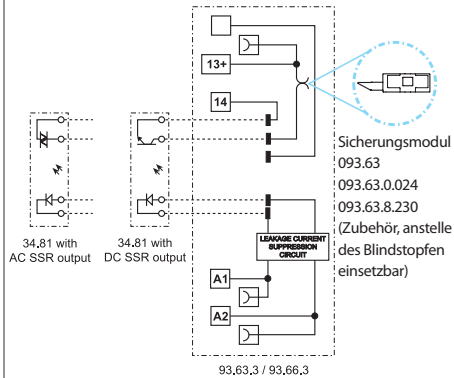 13+
14
Sicherungsmodul
093.63
093.63.0.024
093.63.8.230
(Zubehör, anstelle
des Blindstopfen
einsetzbar)
34.81 with
AC SSR output
34.81 with
DC SSR output
LEAKAGE CURRENT
SUPPRESSION
CIRCUIT
A1
A2
93.63.3 / 93.66.3